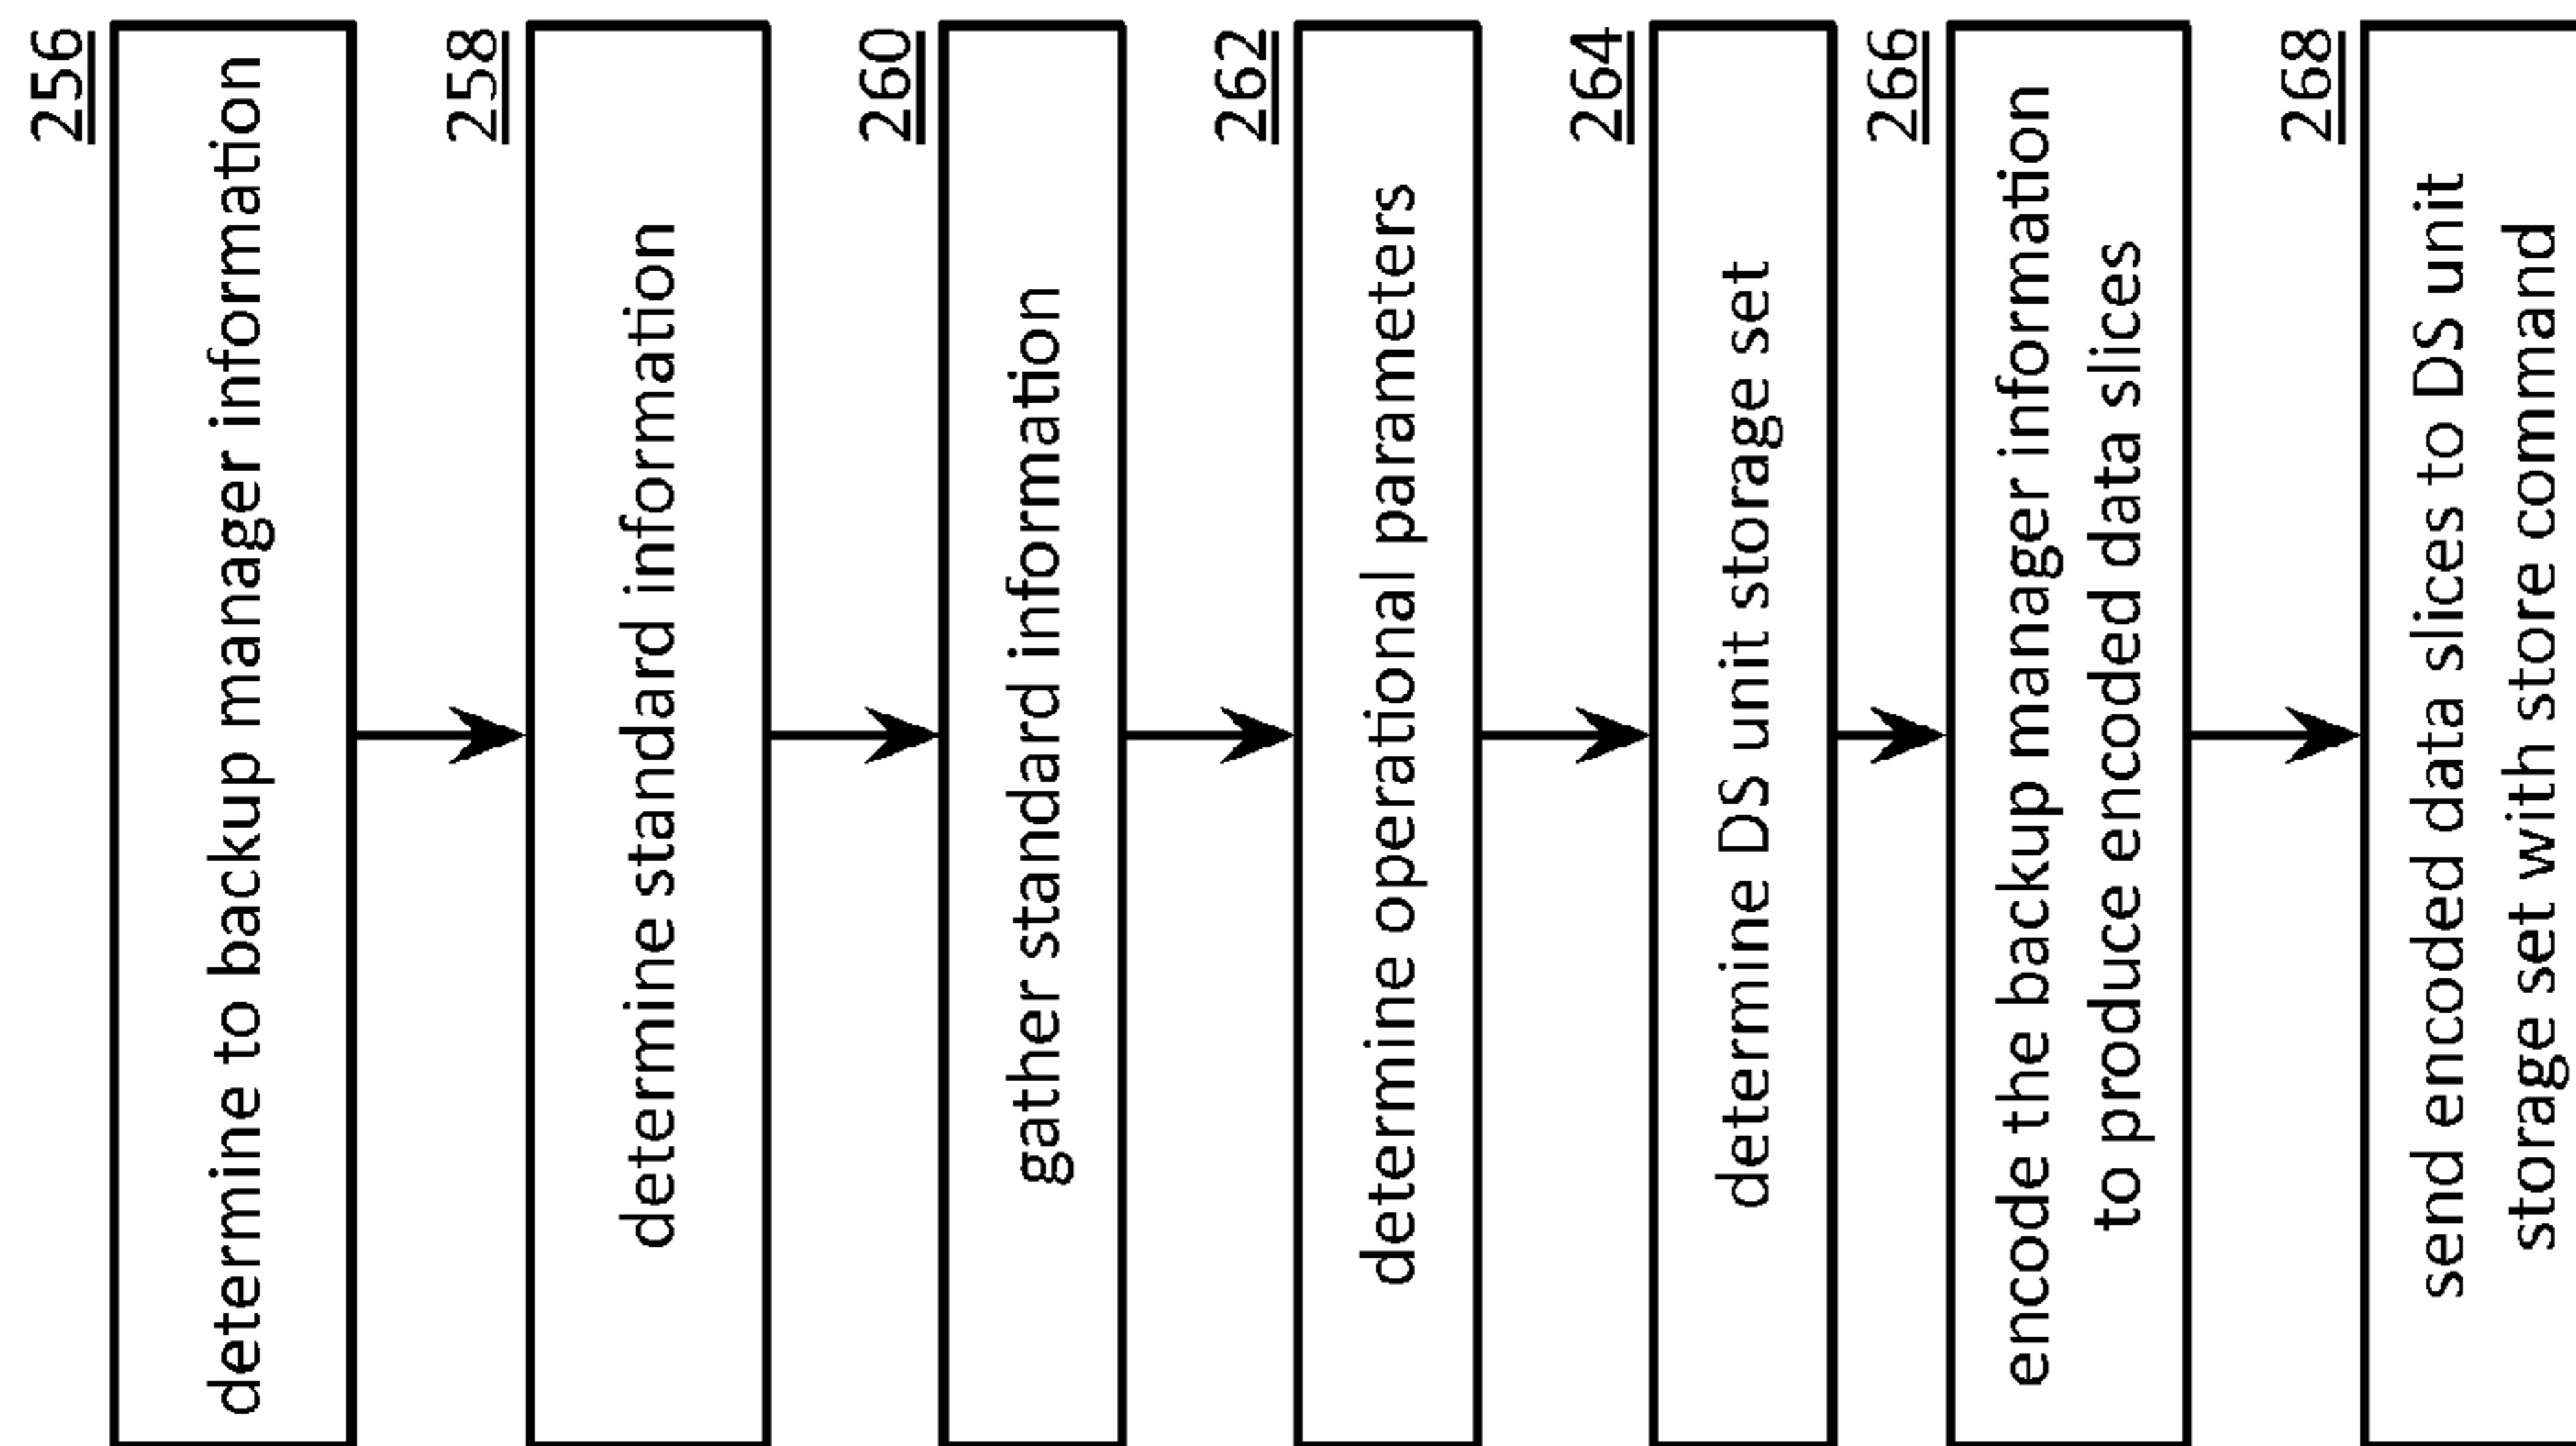 256
determine to backup manager information
258
determine standard information
260
gather standard information
262
determine operational parameters
264
determine DS unit storage set
266
encode the backup manager information
to produce encoded data slices
268
send encoded data slices to DS unit
storage set with store command